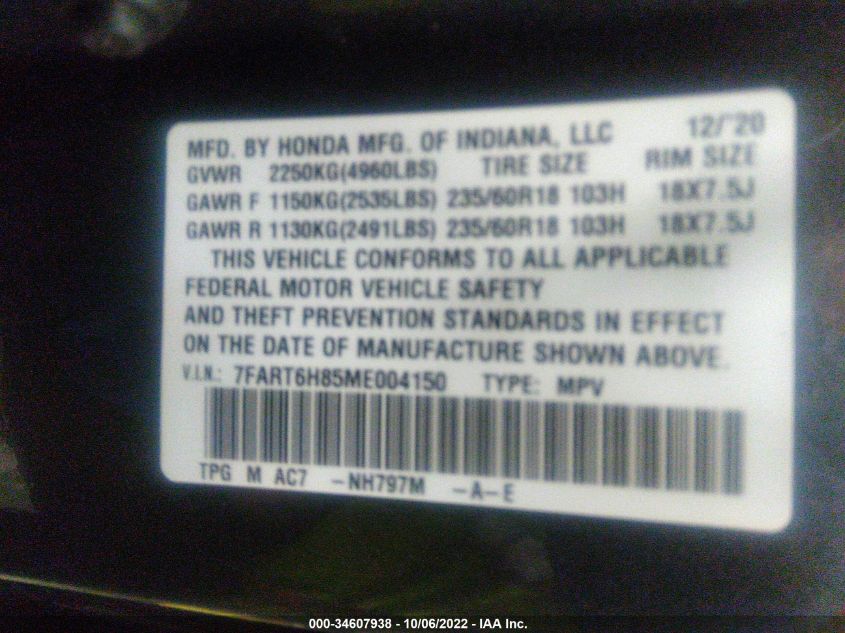 MFD. BY HONDA MFG. OF INDIANA, LLC 12/'20
GVWR 2250KG(4960LBS) TIRE SIZE RIM SIZE
GAWR F 1150KG(2535LBS) 235/60R18 103H 18X7.5J
GAWR R 1130KG(2491LBS) 235/60R18 103H 18X7.5J
THIS VEHICLE CONFORMS TO ALL APPLICABLE
FEDERAL MOTOR VEHICLE SAFETY
AND THEFT PREVENTION STANDARDS IN EFFECT
ON THE DATE OF MANUFACTURE SHOWN ABOVE.
V.I.N.: 7FART6H85ME004150 TYPE: MPV
TPG M AC7 -NH797M -A-E
000-34607938 - 10/06/2022 - IAA Inc.